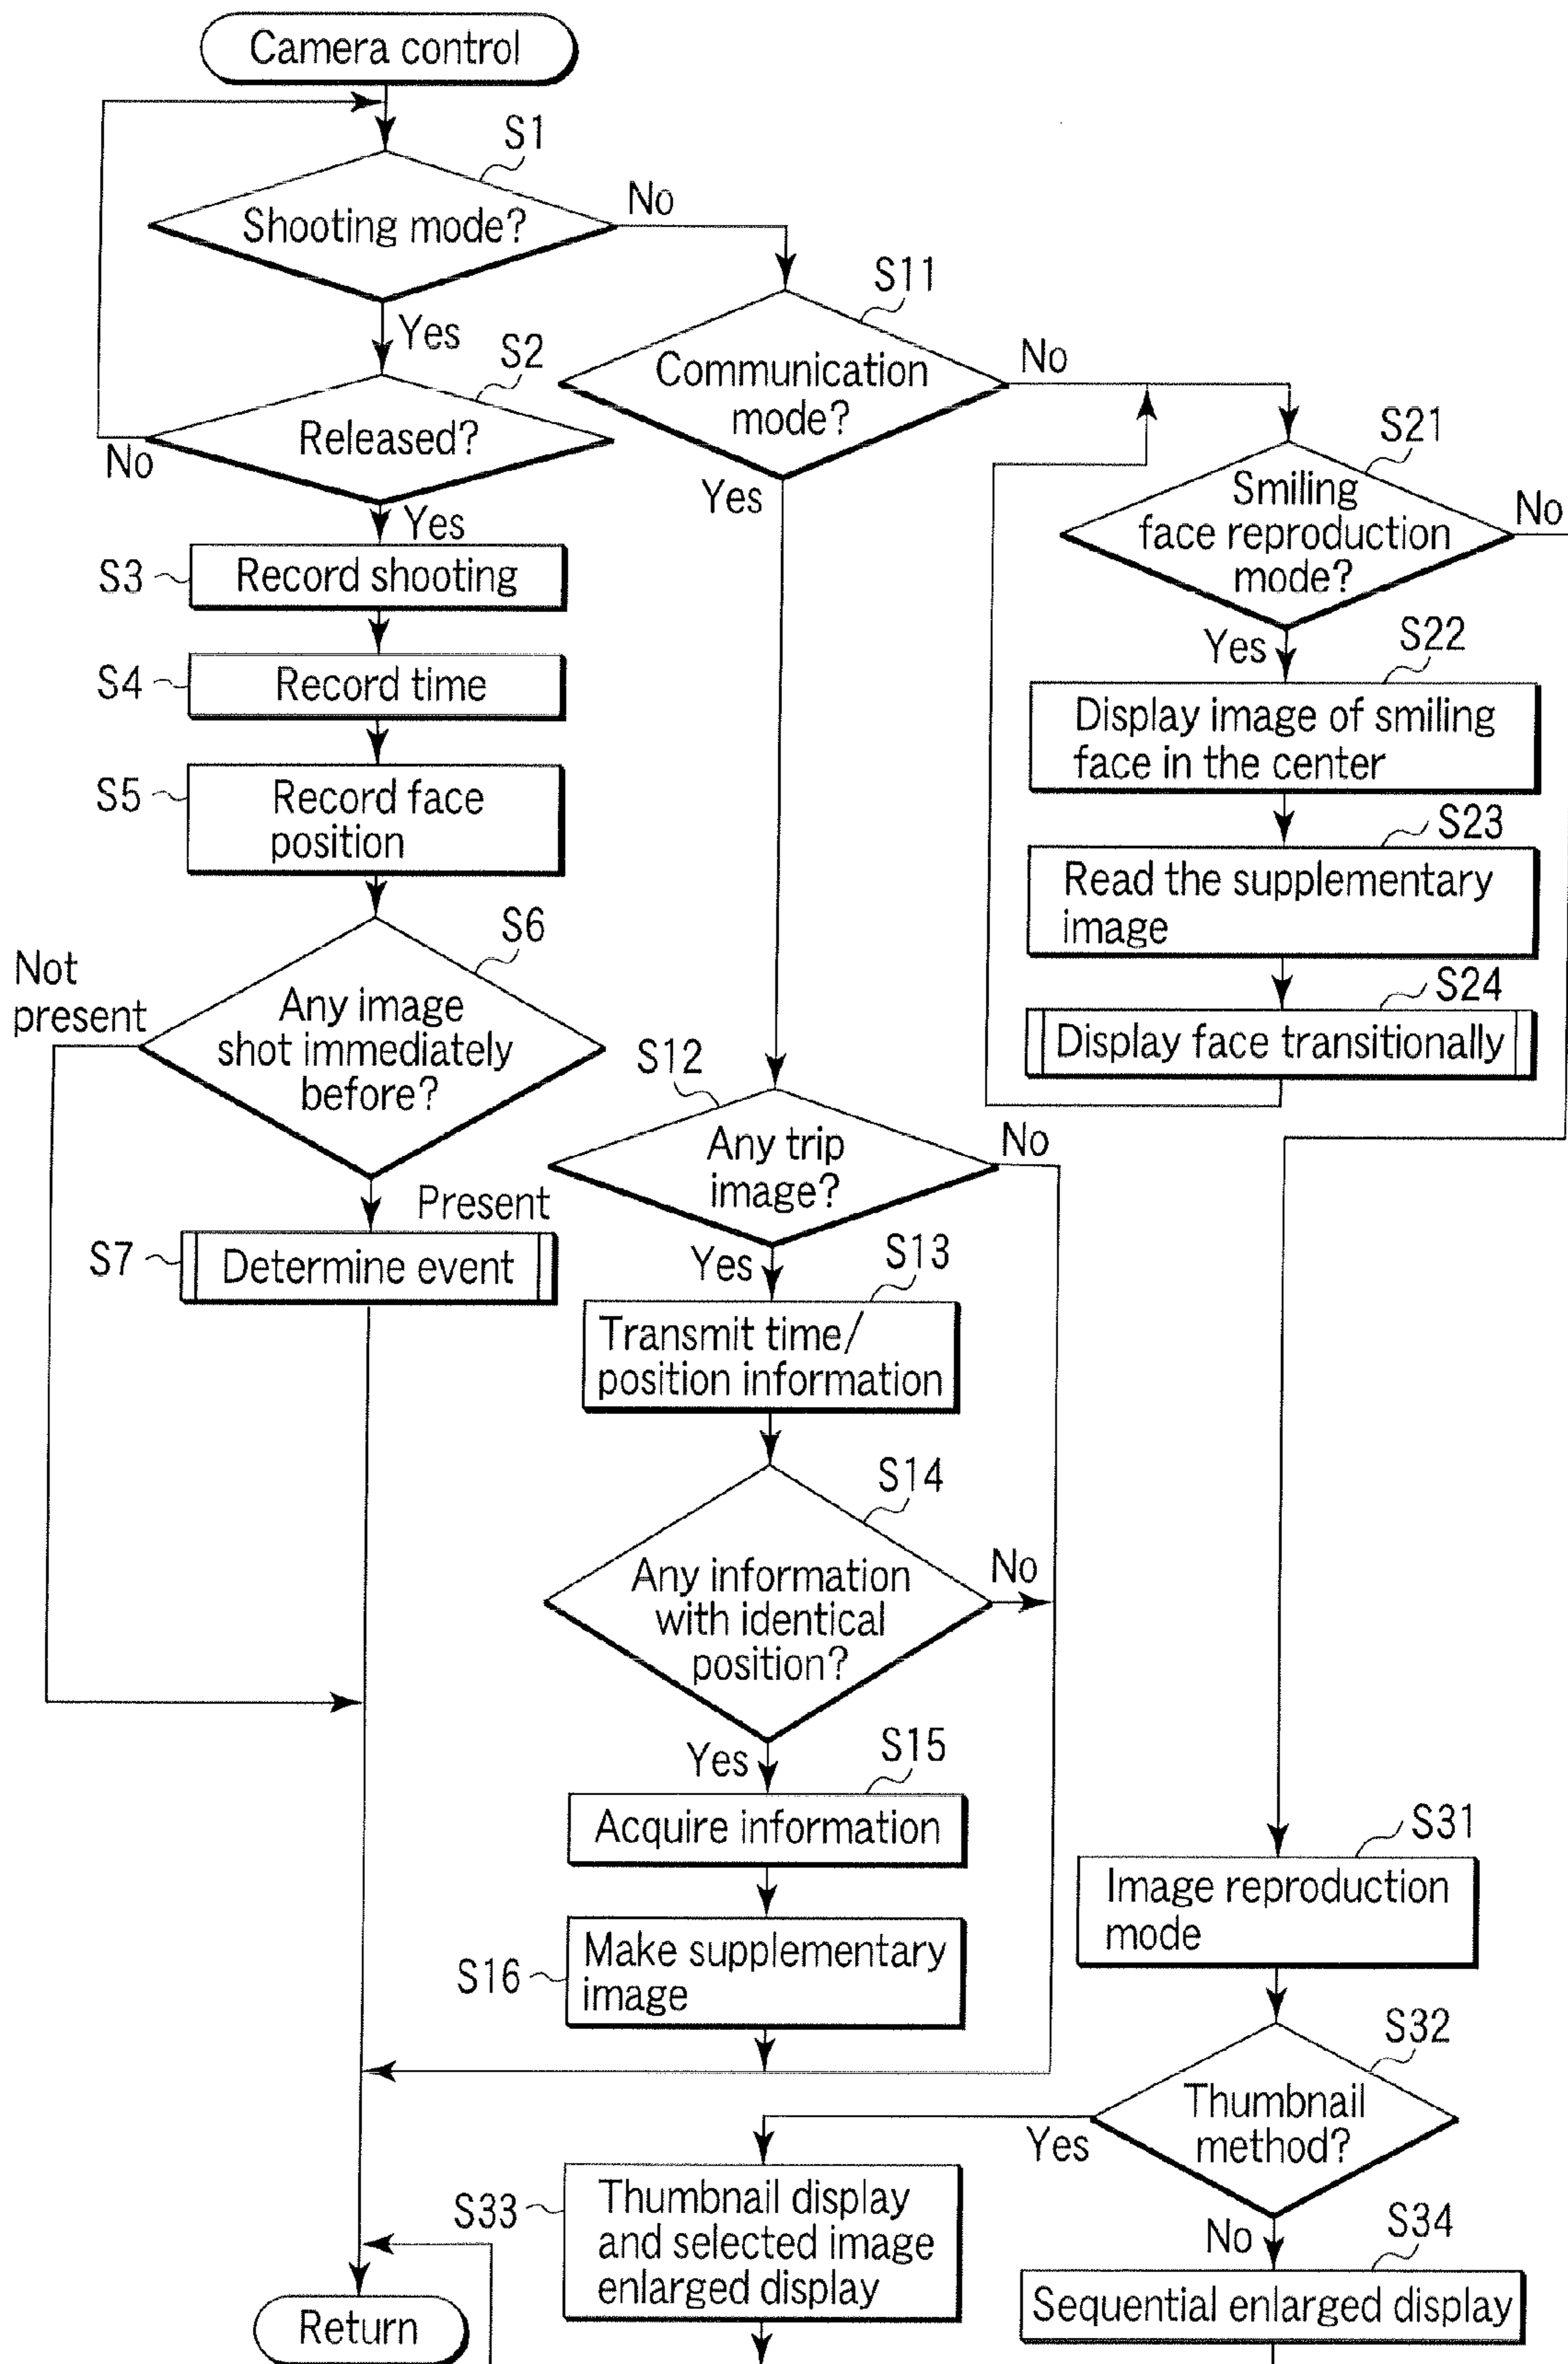 Camera control
S1
Shooting mode?
No
Yes
S2
Released?
No
Yes
S3
Record shooting
S4
Record time
S5
Record face
position
S6
Any image
shot immediately
before?
Not
present
Present
S7
Determine event
S11
Communication
mode?
No
Yes
S12
Any trip
image?
No
Yes
S13
Transmit time/
position information
S14
Any information
with identical
position?
No
Yes
S15
Acquire information
S16
Make supplementary
image
S21
Smiling
face reproduction
mode?
No
Yes
S22
Display image of smiling
face in the center
S23
Read the supplementary
image
S24
Display face transitionally
S31
Image reproduction
mode
S32
Thumbnail
method?
Yes
No
S33
Thumbnail display
and selected image
enlarged display
S34
Sequential enlarged display
Return